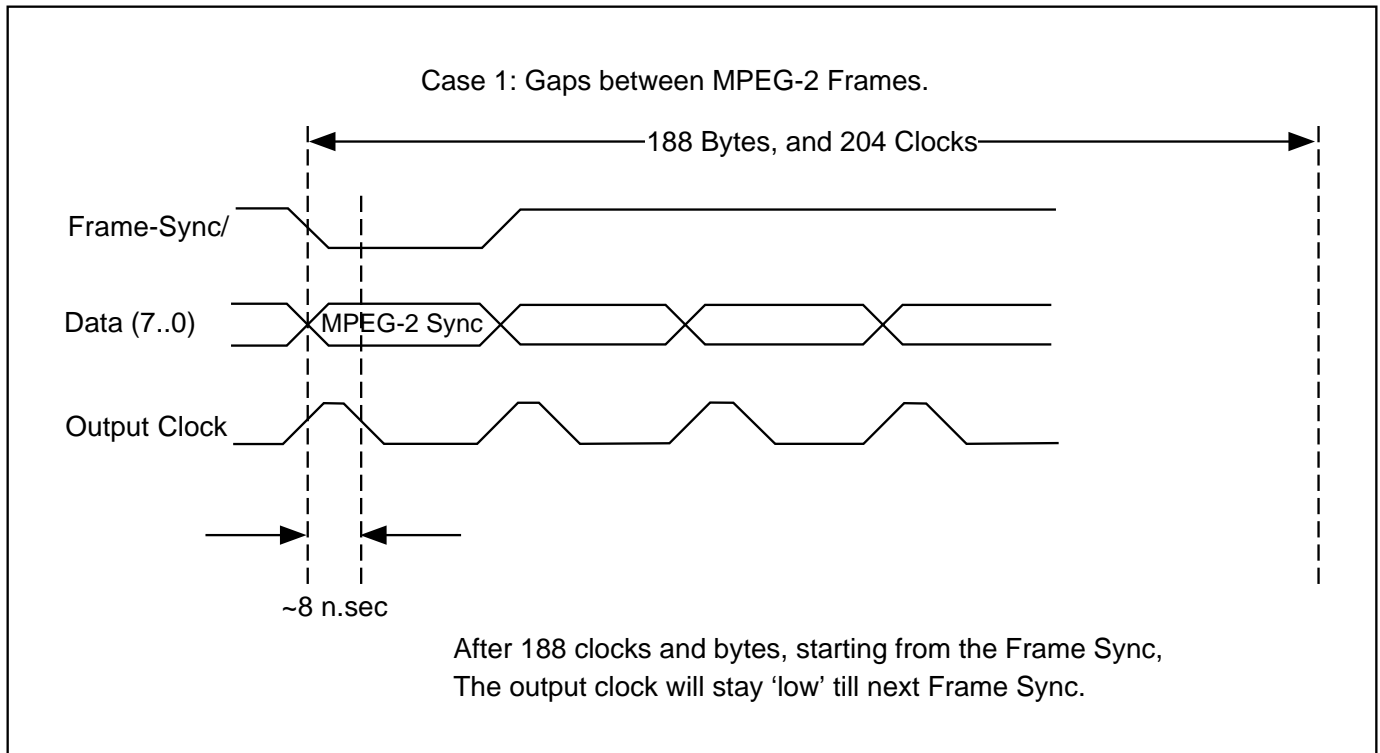 Case 1: Gaps between MPEG-2 Frames.
188 Bytes, and 204 Clocks
Frame-Sync/
Data (7..0)
MPEG-2 Sync
Output Clock
~8 n.sec
After 188 clocks and bytes, starting from the Frame Sync,
The output clock will stay ‘low’ till next Frame Sync.